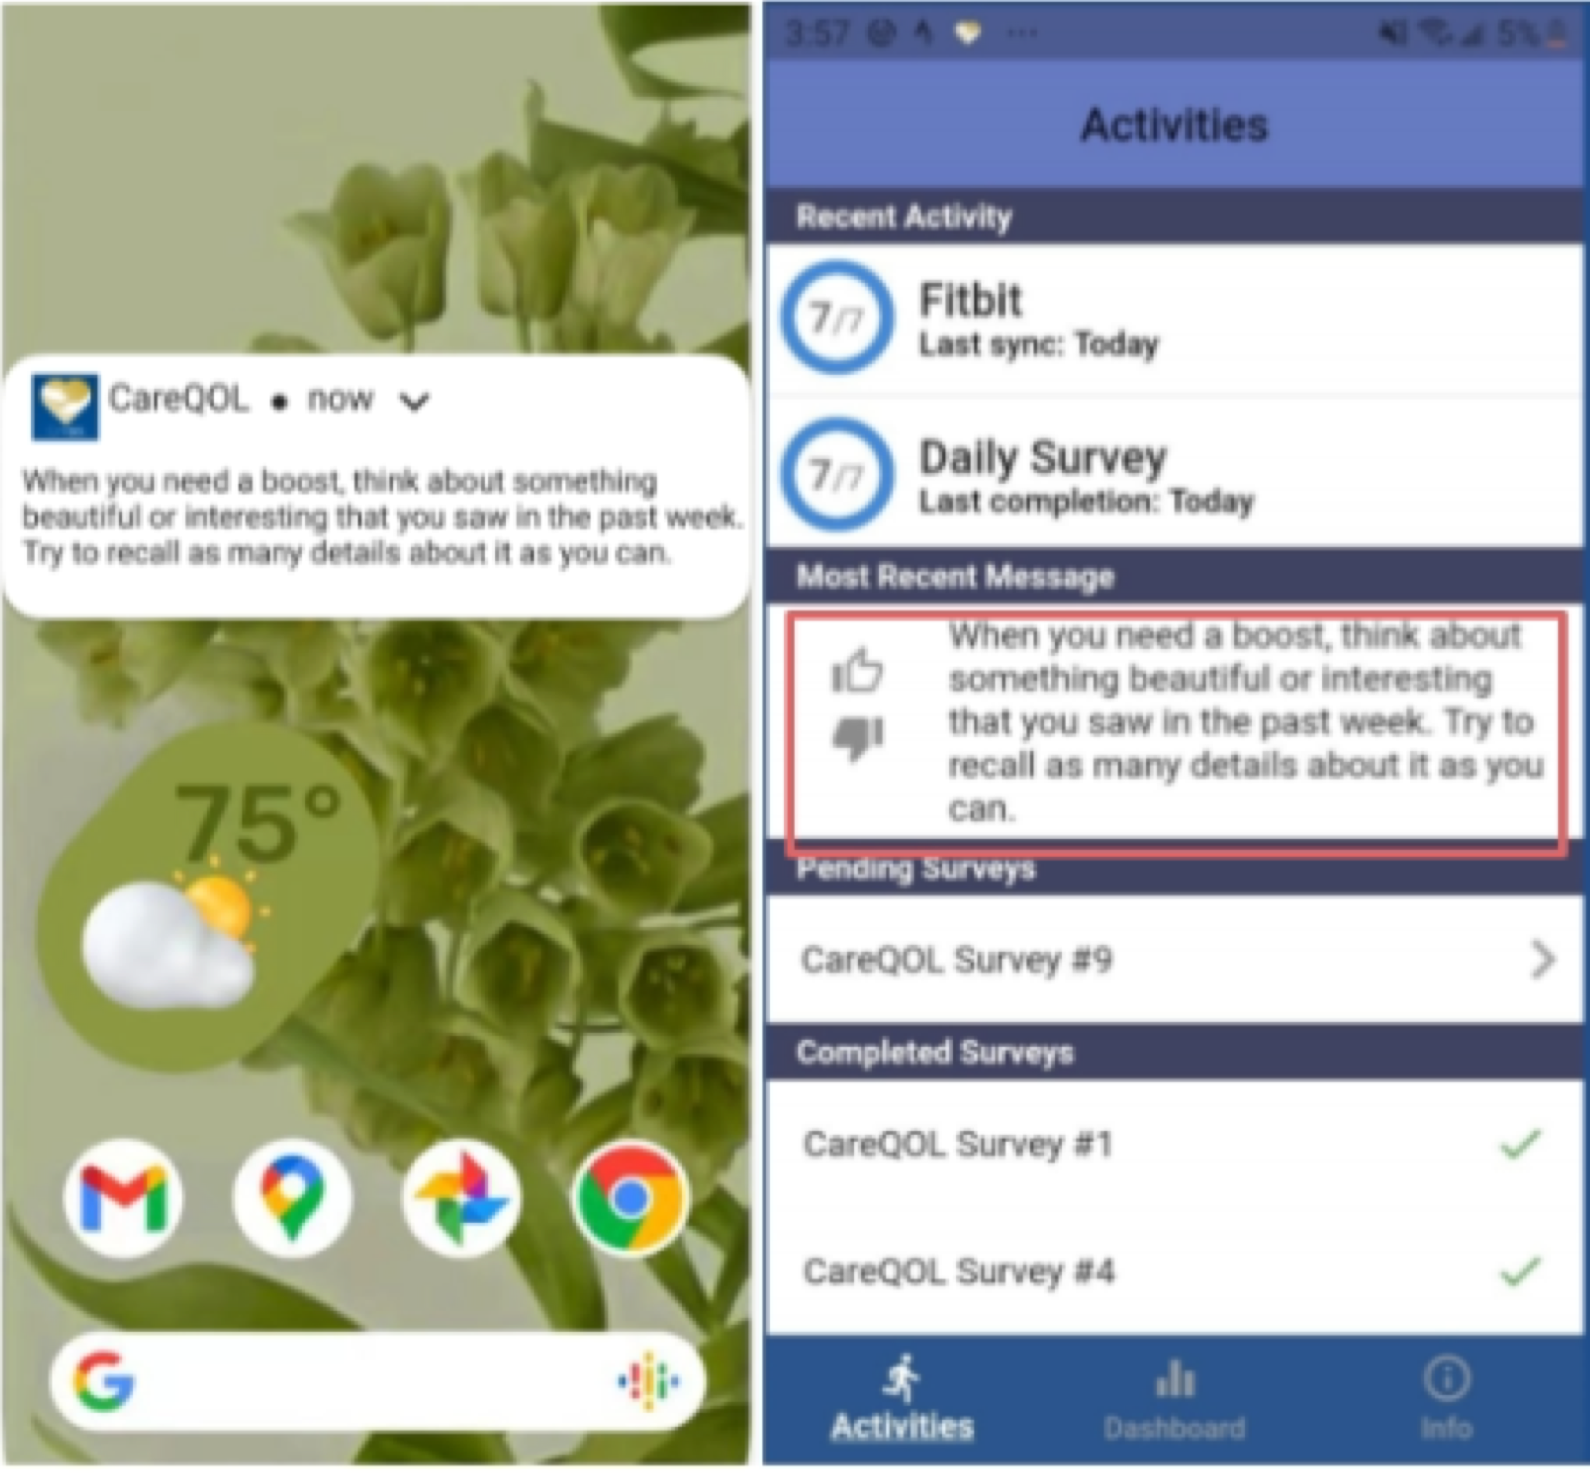 CareQOL • now
When you need a boost, think about something
beautiful or interesting that you saw in the past week.
Try to recall as many details about it as you can.
75°
3:57 ... 5%
Activities
Recent Activity
7/7
Fitbit
Last sync: Today
7/7
Daily Survey
Last completion: Today
Most Recent Message
When you need a boost, think about
something beautiful or interesting
that you saw in the past week. Try to
recall as many details about it as you
can.
Pending Surveys
CareQOL Survey #9
Completed Surveys
CareQOL Survey #1
CareQOL Survey #4
Activities
Dashboard
Info